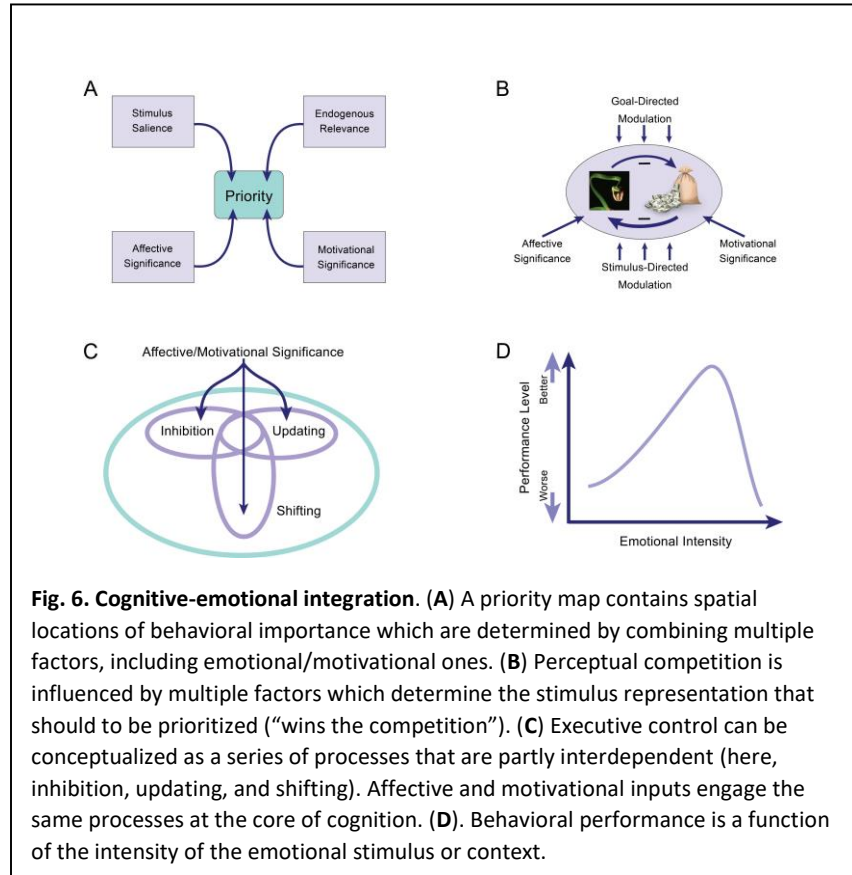 A
Stimulus
Salience
Endogenous
Relevance
Priority
Affective
Significance
Motivational
Significance
B
Goal-Directed
Modulation
–
–
Affective
Significance
Motivational
Significance
Stimulus-Directed
Modulation
C
Affective/Motivational Significance
Inhibition
Updating
Shifting
D
Performance Level
Better
Worse
Emotional Intensity
Fig. 6. Cognitive-emotional integration. (A) A priority map contains spatial
locations of behavioral importance which are determined by combining multiple
factors, including emotional/motivational ones. (B) Perceptual competition is
influenced by multiple factors which determine the stimulus representation that
should to be prioritized (“wins the competition”). (C) Executive control can be
conceptualized as a series of processes that are partly interdependent (here,
inhibition, updating, and shifting). Affective and motivational inputs engage the
same processes at the core of cognition. (D). Behavioral performance is a function
of the intensity of the emotional stimulus or context.